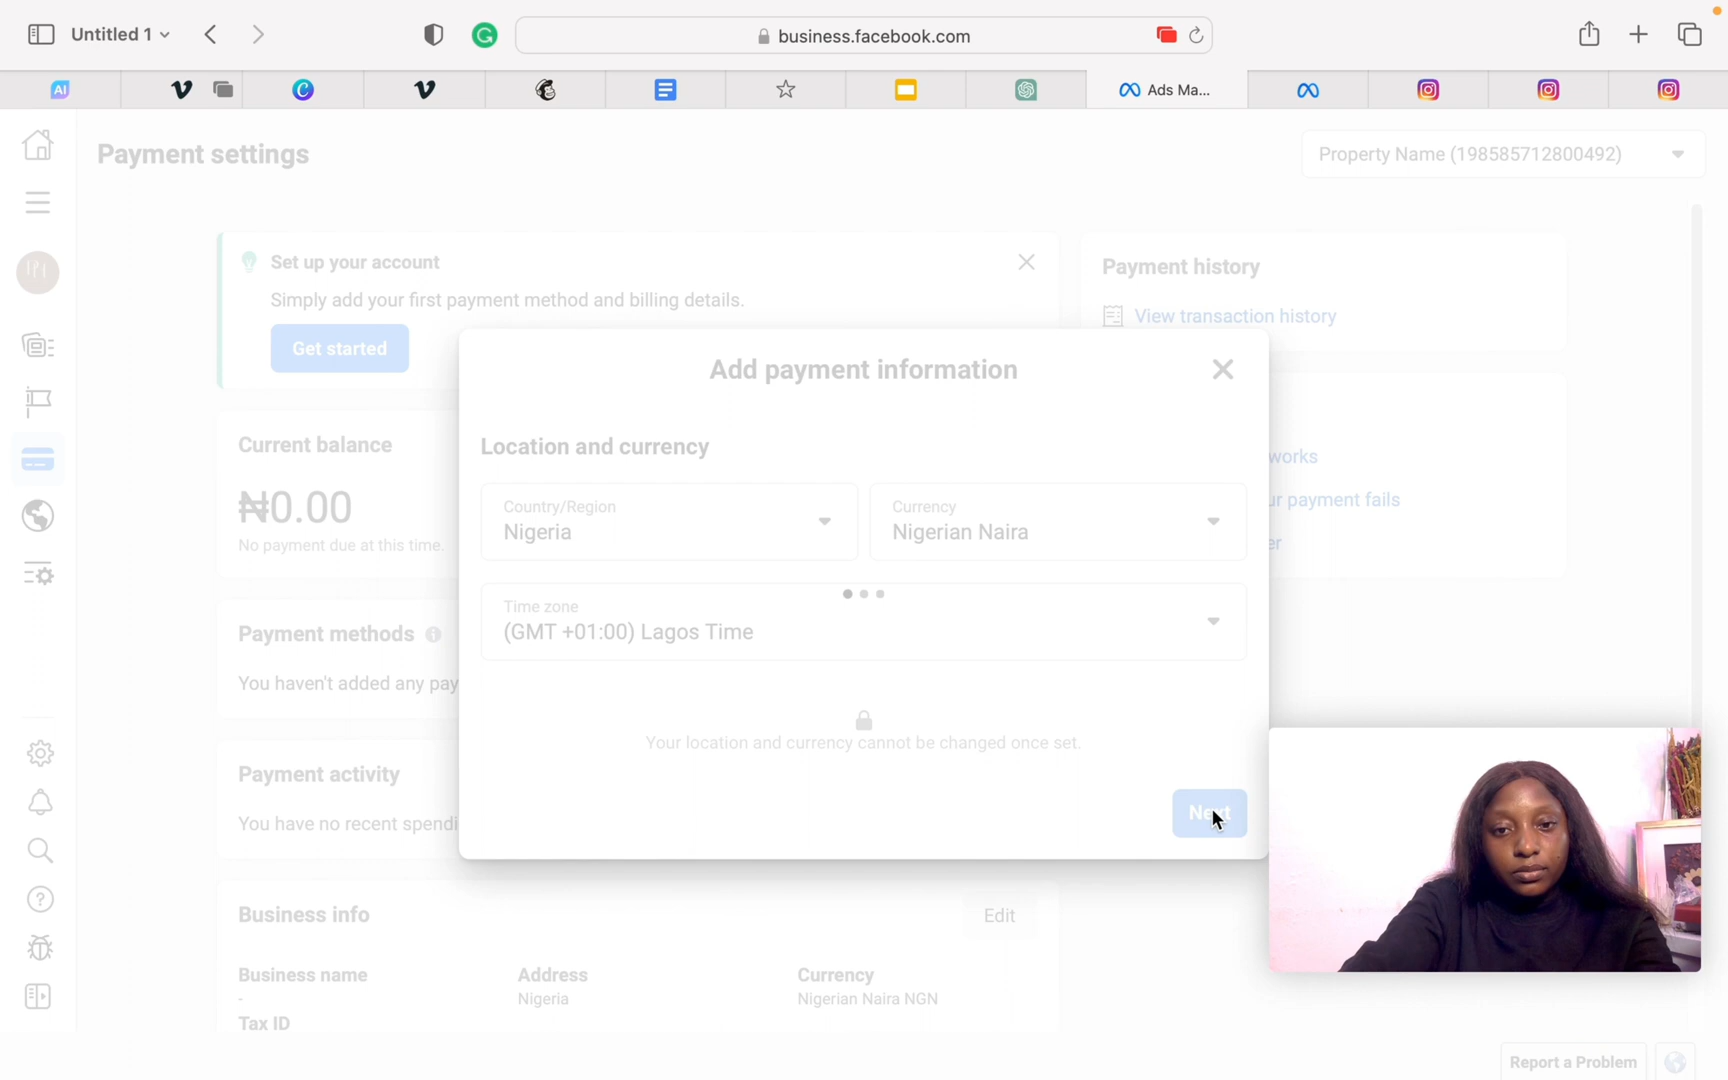 Untitled 1
business.facebook.com
AI
Ads Ma...
Payment settings
Property Name (198585712800492)
Set up your account
Simply add your first payment method and billing details.
Get started
Payment history
View transaction history
Add payment information
Location and currency
Country/Region
Nigeria
Currency
Nigerian Naira
Time zone
(GMT +01:00) Lagos Time
Your location and currency cannot be changed once set.
Next
Current balance
₦0.00
No payment due at this time.
works
ur payment fails
er
Payment methods
You haven't added any pay
Payment activity
You have no recent spendi
Business info
Edit
Business name
-
Address
Nigeria
Currency
Nigerian Naira NGN
Tax ID
Report a Problem